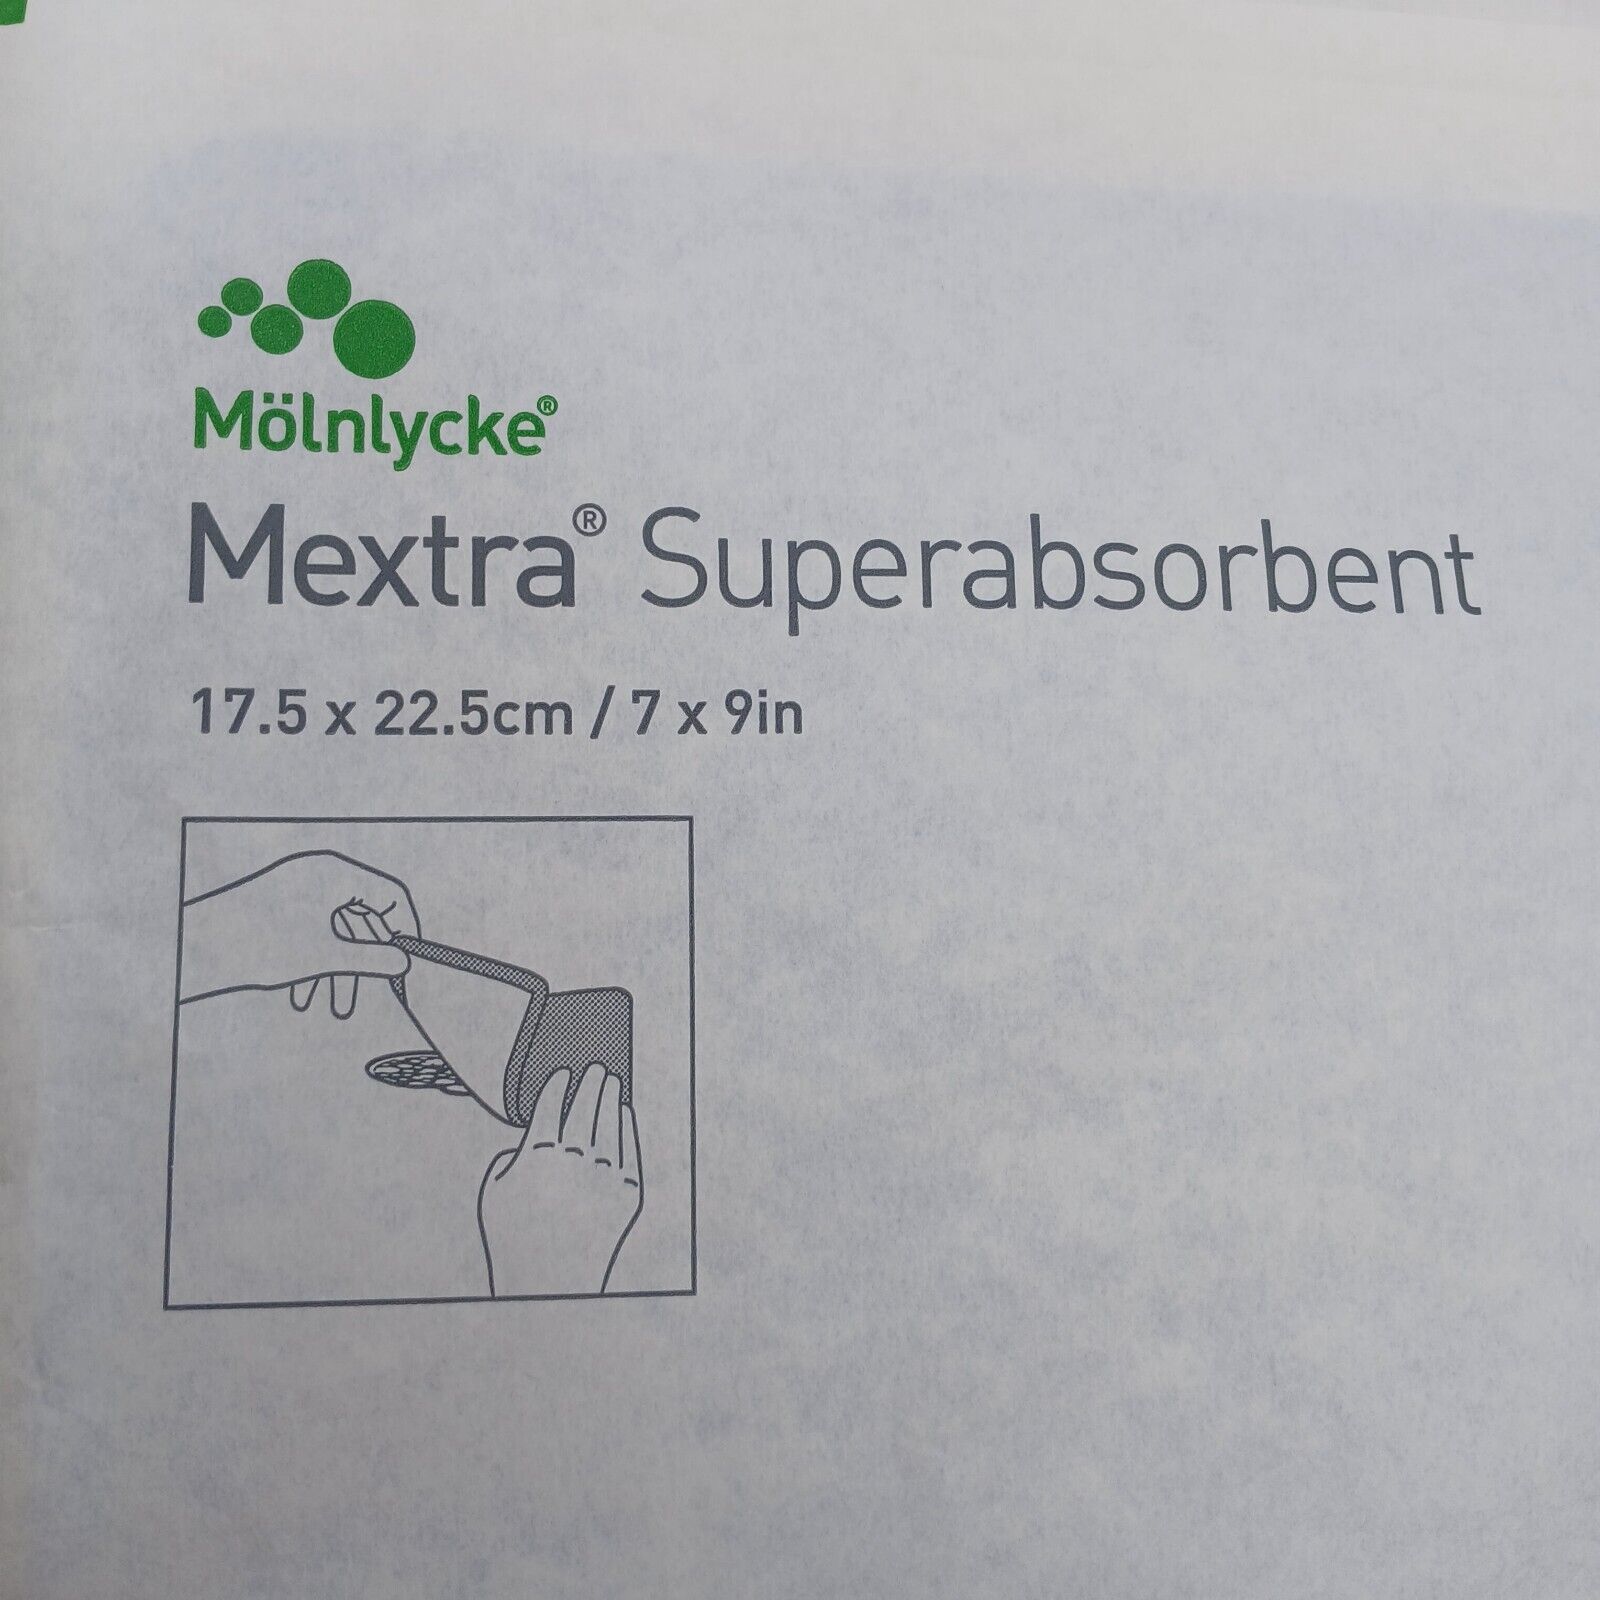 Mölnlycke®
Mextra® Superabsorbent
17.5 x 22.5cm / 7 x 9in